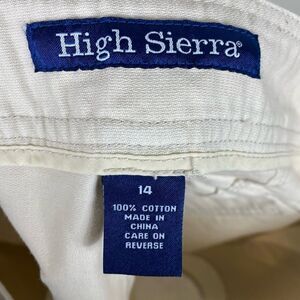 High Sierra®
14
100% COTTON
MADE IN
CHINA
CARE ON
REVERSE